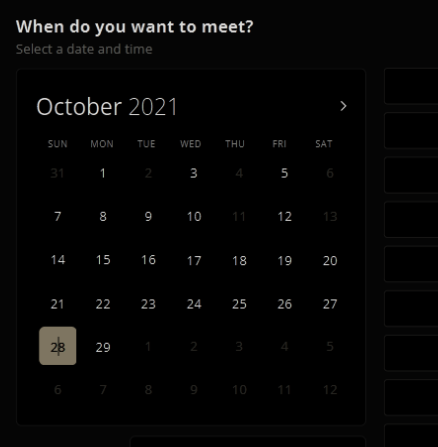 When do you want to meet?
Select a date and time
October 2021
SUN MON TUE WED THU FRI SAT
31 1 2 3 4 5 6
7 8 9 10 11 12 13
14 15 16 17 18 19 20
21 22 23 24 25 26 27
28 29 1 2 3 4 5
6 7 8 9 10 11 12